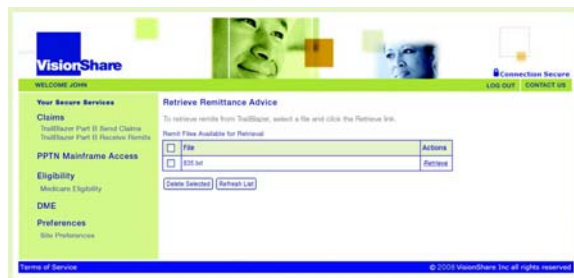 VisionShare
Connection Secure
WELCOME JOHN
LOG OUT CONTACT US
Your Secure Services
Claims
TrailBlazer Part B Send Claims
TrailBlazer Part B Receive Remits
PPTN Mainframe Access
Eligibility
Medicare Eligibility
DME
Preferences
Site Preferences
Retrieve Remittance Advice
To retrieve remits from TrailBlazer, select a file and click the Retrieve link.
Remit Files Available for Retrieval
File Actions
835.txt Retrieve
Delete Selected Refresh List
Terms of Service
© 2009 VisionShare Inc all rights reserved